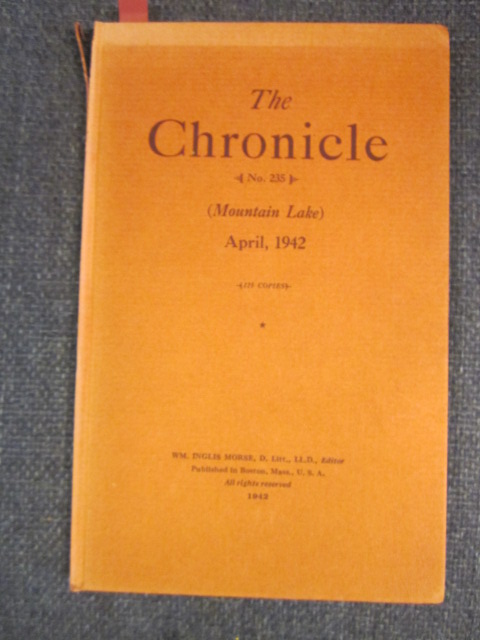 The
Chronicle
No. 235
(Mountain Lake)
April, 1942
COPIES
WM. INGLIS MORSE, D. Litt., LL.D., Editor
Published in Boston, Mass., U. S. A.
All rights reserved
1942